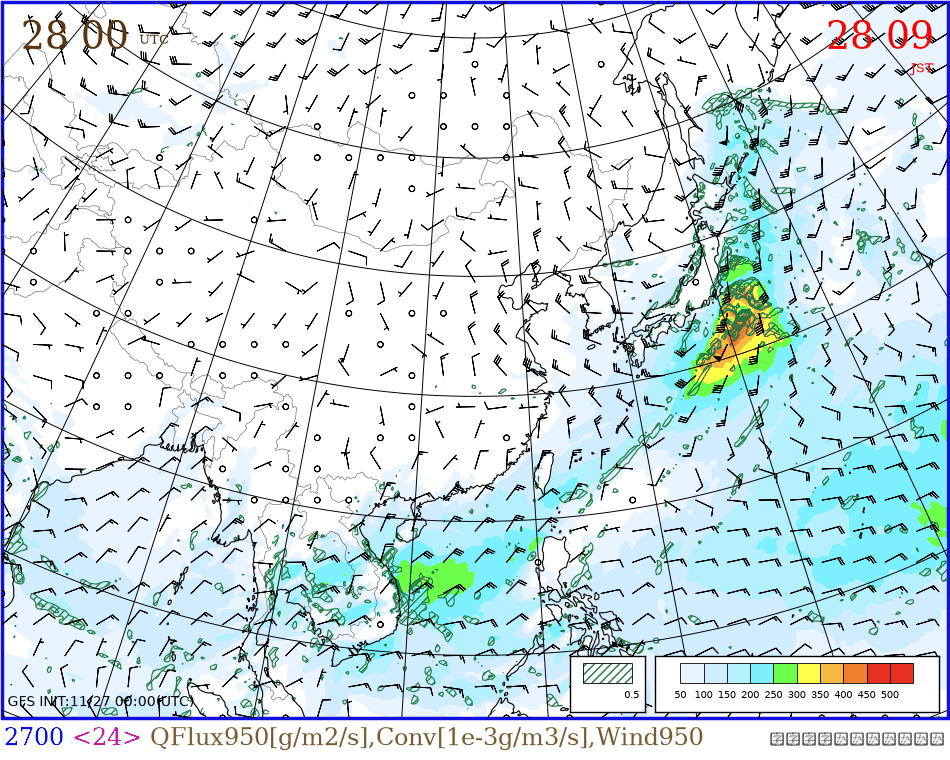 28 00 UTC
28 09
JST
0.5
50 100 150 200 250 300 350 400 450 500
GFS INIT:11/27 00:00(UTC)
2700 <24> QFlux950[g/m2/s],Conv[1e-3g/m3/s],Wind950